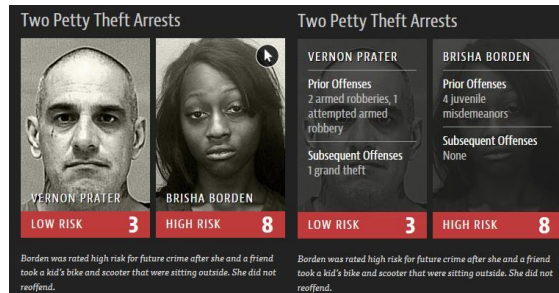 Two Petty Theft Arrests
VERNON PRATER
LOW RISK 3
BRISHA BORDEN
HIGH RISK 8
Borden was rated high risk for future crime after she and a friend
took a kid's bike and scooter that were sitting outside. She did not
reoffend.
Two Petty Theft Arrests
VERNON PRATER
Prior Offenses
2 armed robberies, 1
attempted armed
robbery
Subsequent Offenses
1 grand theft
LOW RISK 3
BRISHA BORDEN
Prior Offenses
4 juvenile
misdemeanors
Subsequent Offenses
None
HIGH RISK 8
Borden was rated high risk for future crime after she and a friend
took a kid's bike and scooter that were sitting outside. She did not
reoffend.